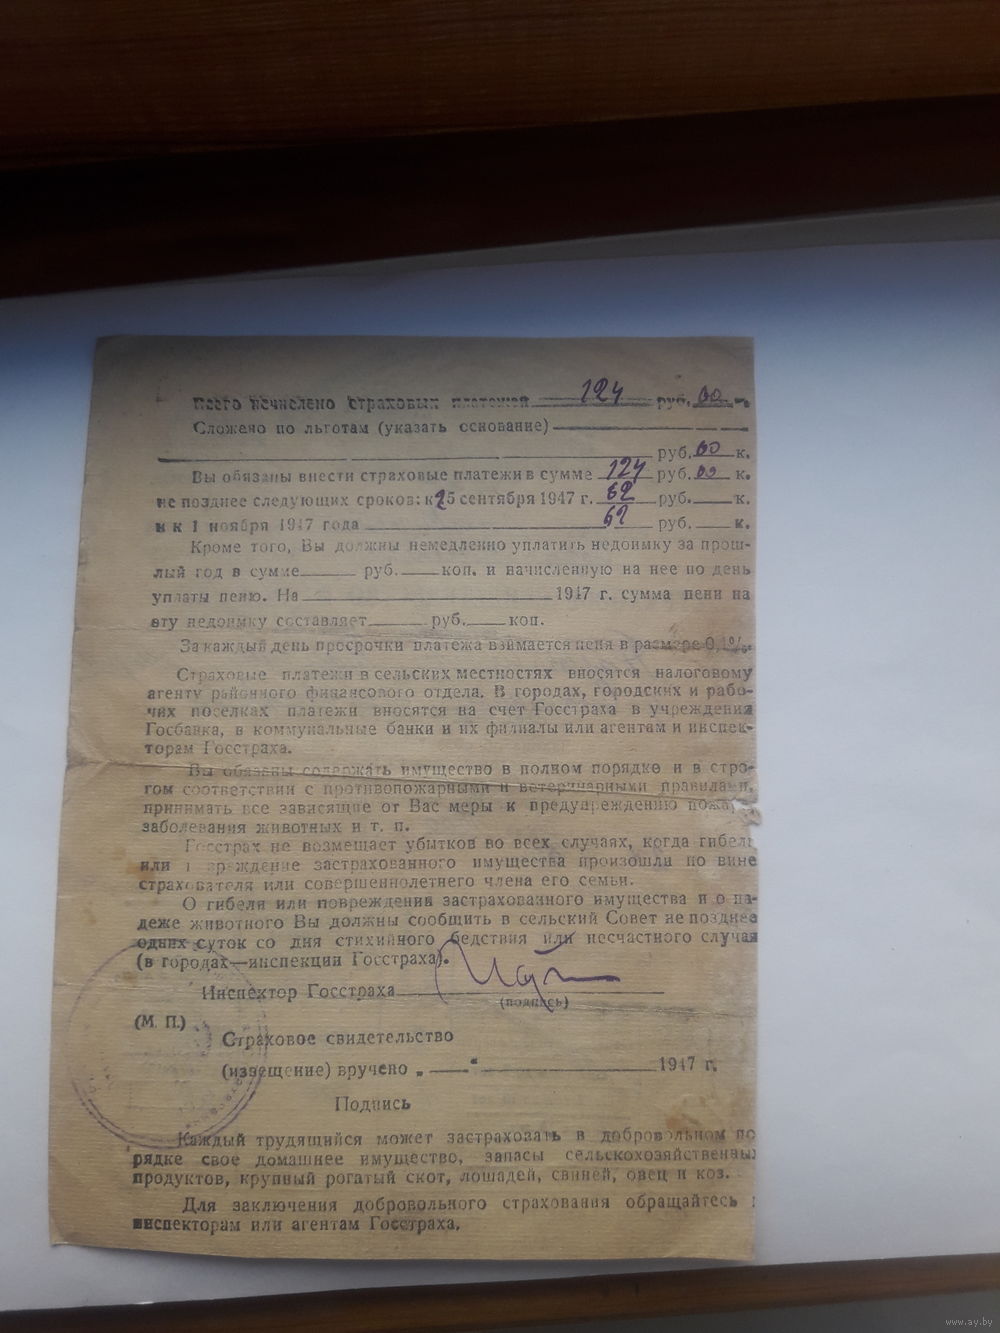 Всего исчислено страховых платежей 124 руб. 00 к.
Сложено по льготам (указать основание)
руб. 00 к.
Вы обязаны внести страховые платежи в сумме 124 руб. 00 к.
не позднее следующих сроков: к 25 сентября 1947 г. 62 руб. к.
и к 1 ноября 1947 года 62 руб. к.
Кроме того, Вы должны немедленно уплатить недоимку за прош-
лый год в сумме руб. коп. и начисленную на нее по день
уплаты пеню. На 1947 г. сумма пени на
эту недоимку составляет руб. коп.
За каждый день просрочки платежа взимается пеня в размере 0,1%.
Страховые платежи в сельских местностях вносятся налоговому
агенту районного финансового отдела. В городах, городских и рабо-
чих поселках платежи вносятся на счет Госстраха в учреждения
Госбанка, в коммунальные банки и их филиалы или агентам и инспек-
торам Госстраха.
Вы обязаны содержать имущество в полном порядке и в стро-
гом соответствии с противопожарными и ветеринарными правилами,
принимать все зависящие от Вас меры к предупреждению пожара,
заболевания животных и т. п.
Госстрах не возмещает убытков во всех случаях, когда гибель
или повреждение застрахованного имущества произошли по вине
страхователя или совершеннолетнего члена его семьи.
О гибели или повреждении застрахованного имущества и о па-
деже животного Вы должны сообщить в сельский Совет не позднее
одних суток со дня стихийного бедствия или несчастного случая
(в городах—инспекции Госстраха).
Инспектор Госстраха
(подпись)
(М. П.)
Страховое свидетельство
(извещение) вручено „ — “ 1947 г.
Подпись
Каждый трудящийся может застраховать в добровольном по
рядке свое домашнее имущество, запасы сельскохозяйственных
продуктов, крупный рогатый скот, лошадей, свиней, овец и коз.
Для заключения добровольного страхования обращайтесь
инспекторам или агентам Госстраха.
www.ay.by